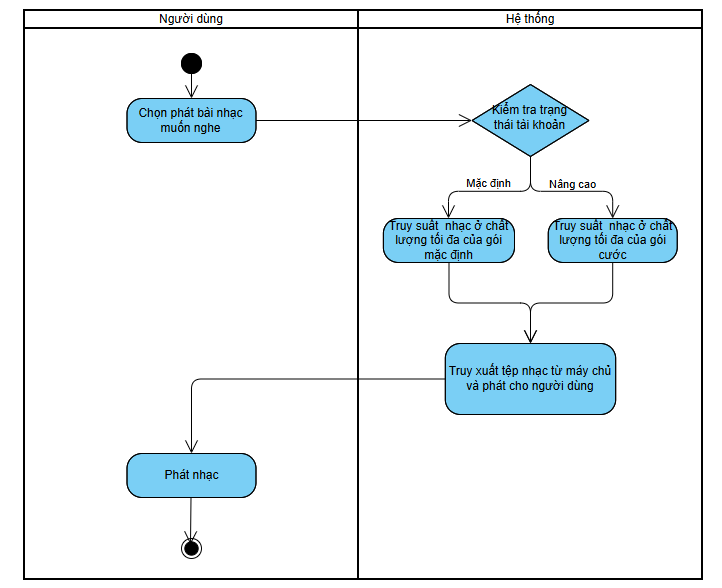 Người dùng
Hệ thống
Chọn phát bài nhạc
muốn nghe
Kiểm tra trạng
thái tài khoản
Mặc định
Nâng cao
Truy suất  nhạc ở chất
lượng tối đa của gói
mặc định
Truy suất  nhạc ở chất
lượng tối đa của gói
cước
Truy xuất tệp nhạc từ máy chủ
và phát cho người dùng
Phát nhạc